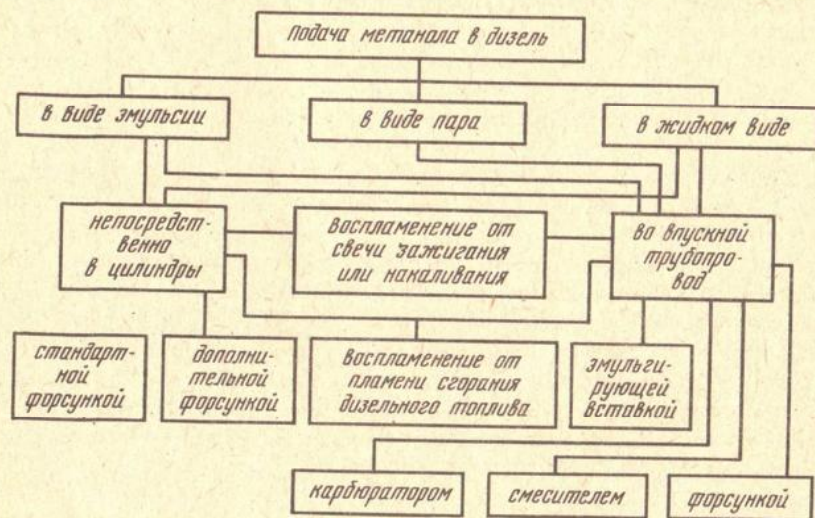 Подача метанола в дизель
в виде эмульсии
в виде пара
в жидком виде
непосредст-
венно
в цилиндры
Воспламенение от
свечи зажигания
или накаливания
во впускной
трудопро-
вод
стандарт-
ной
форсункой
дополни-
тельной
форсункой
Воспламенение от
пламени сгорания
дизельного топлива
эмульги-
рующей
вставкой
карбюратором
смесителем
форсункой